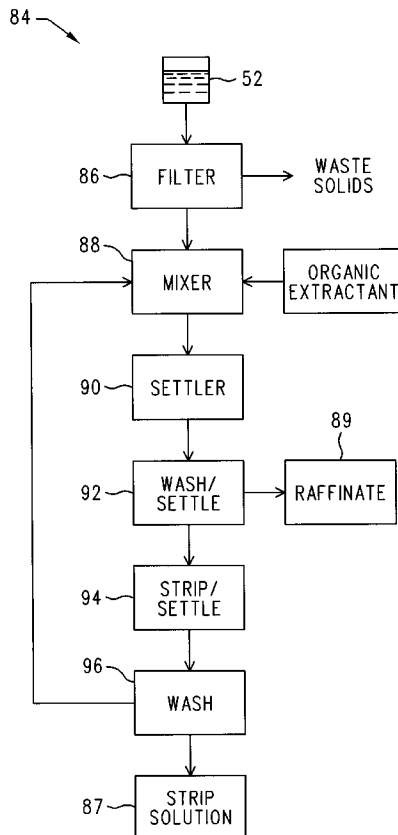 84
52
86
FILTER
WASTE
SOLIDS
88
MIXER
ORGANIC
EXTRACTANT
90
SETTLER
89
92
WASH/
SETTLE
RAFFINATE
94
STRIP/
SETTLE
96
WASH
87
STRIP
SOLUTION